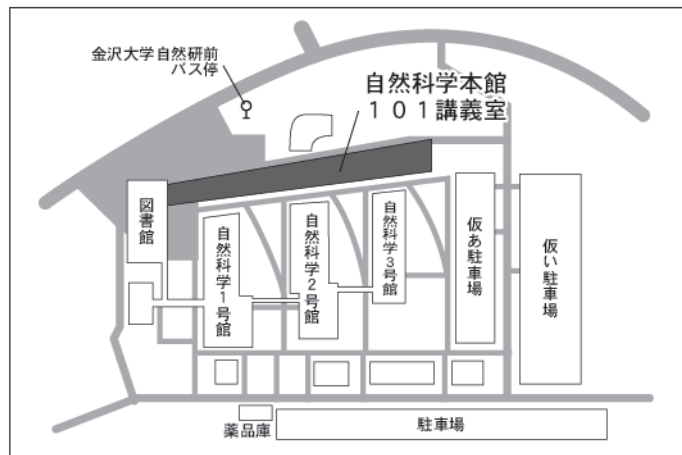 金沢大学自然研前
バス停
自然科学本館
１０１講義室
図書館
自然科学1号館
自然科学2号館
自然科学3号館
仮あ駐車場
仮い駐車場
薬品庫
駐車場